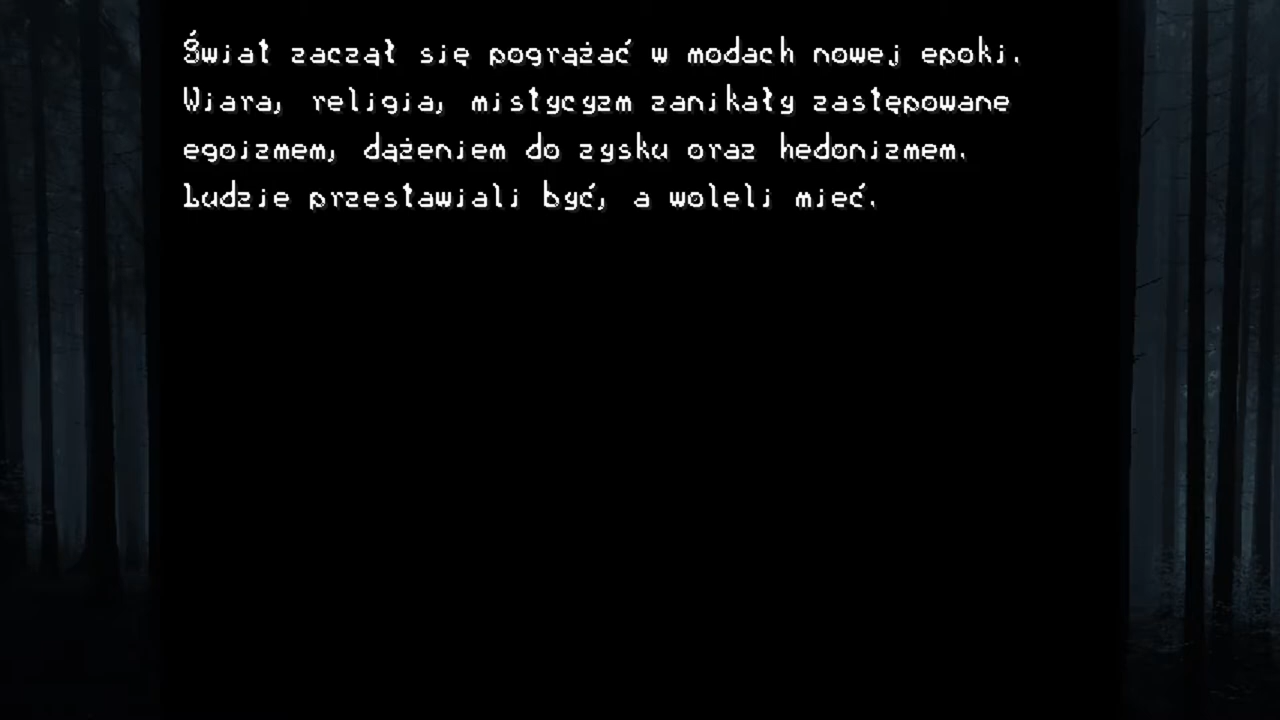 Świat zaczął się pogrążać w modach nowej epoki.
Wiara, religia, mistycyzm zanikały zastępowane
egoizmem, dążeniem do zysku oraz hedonizmem.
Ludzie przestawiali być, a woleli mieć.